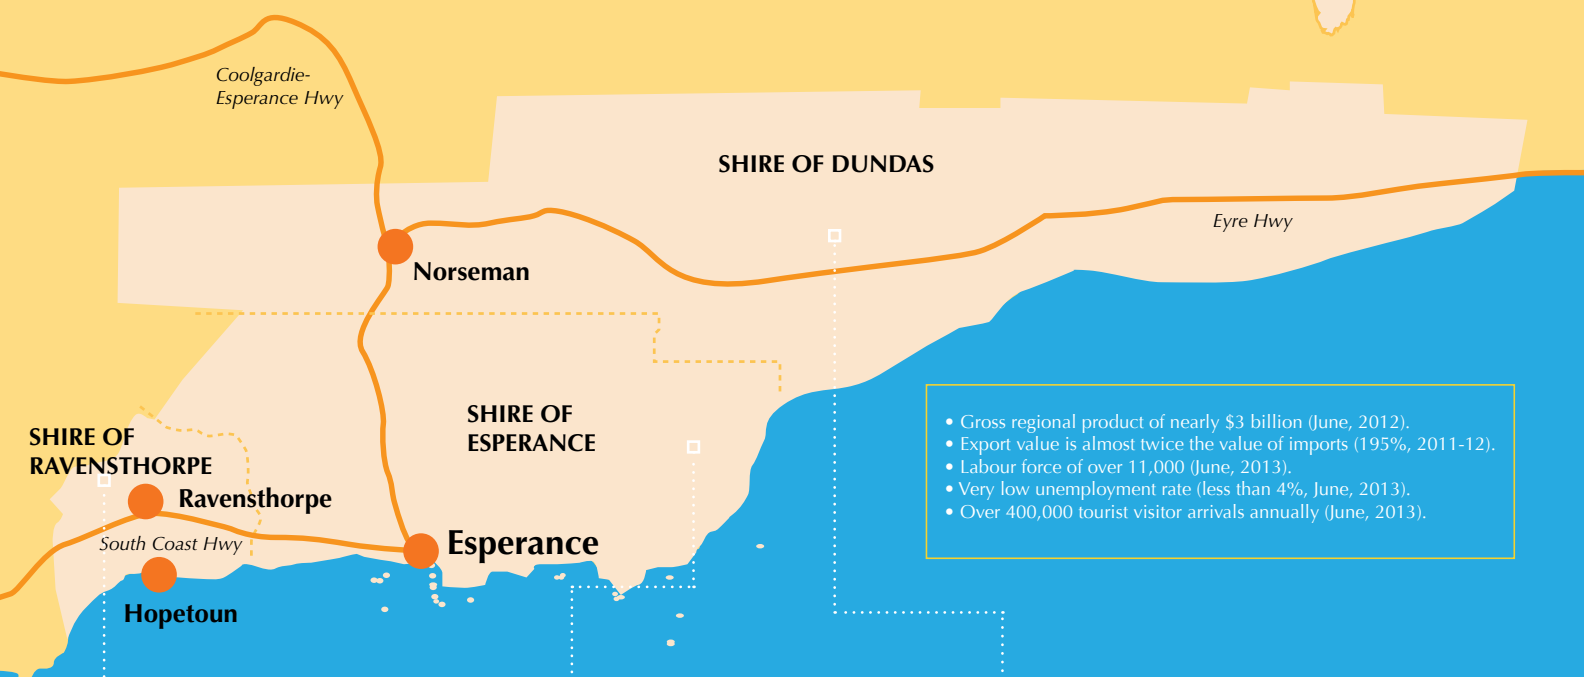 Coolgardie-
Esperance Hwy
SHIRE OF DUNDAS
Eyre Hwy
Norseman
SHIRE OF
ESPERANCE
SHIRE OF
RAVENSTHORPE
Ravensthorpe
South Coast Hwy
Esperance
Hopetoun
• Gross regional product of nearly $3 billion (June, 2012).
• Export value is almost twice the value of imports (195%, 2011-12).
• Labour force of over 11,000 (June, 2013).
• Very low unemployment rate (less than 4%, June, 2013).
• Over 400,000 tourist visitor arrivals annually (June, 2013).